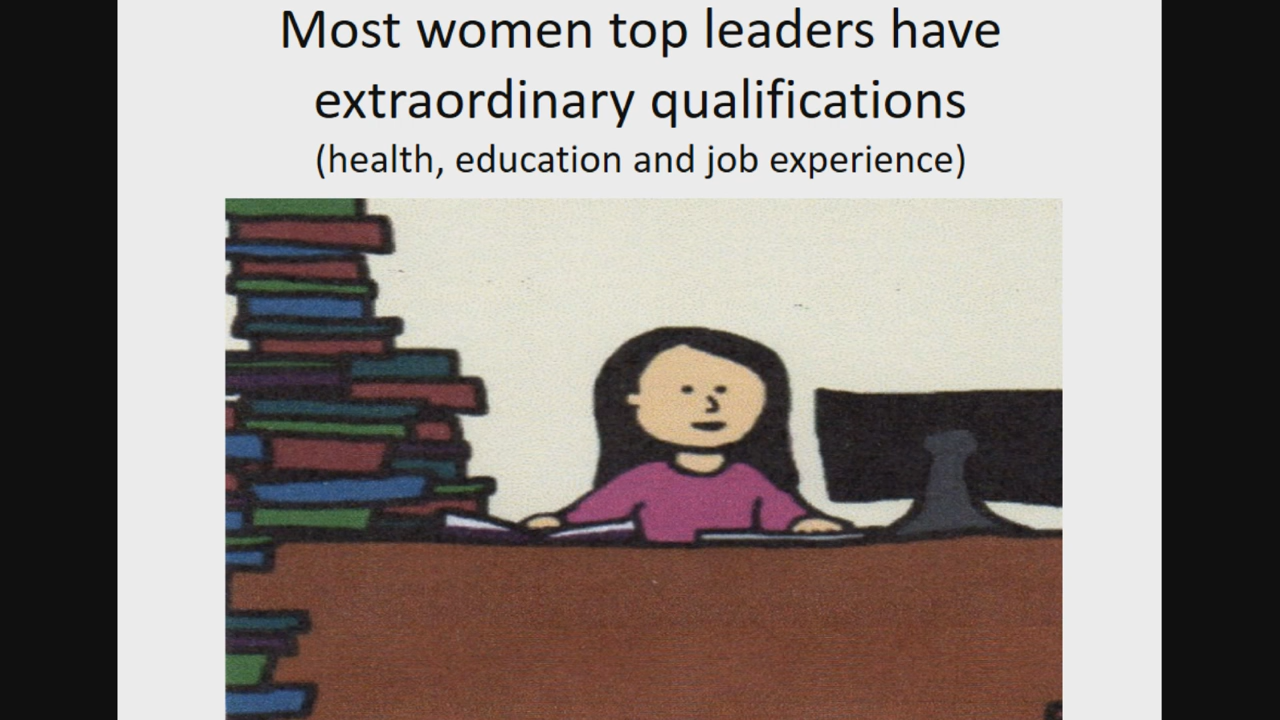 Most women top leaders have
extraordinary qualifications
(health, education and job experience)